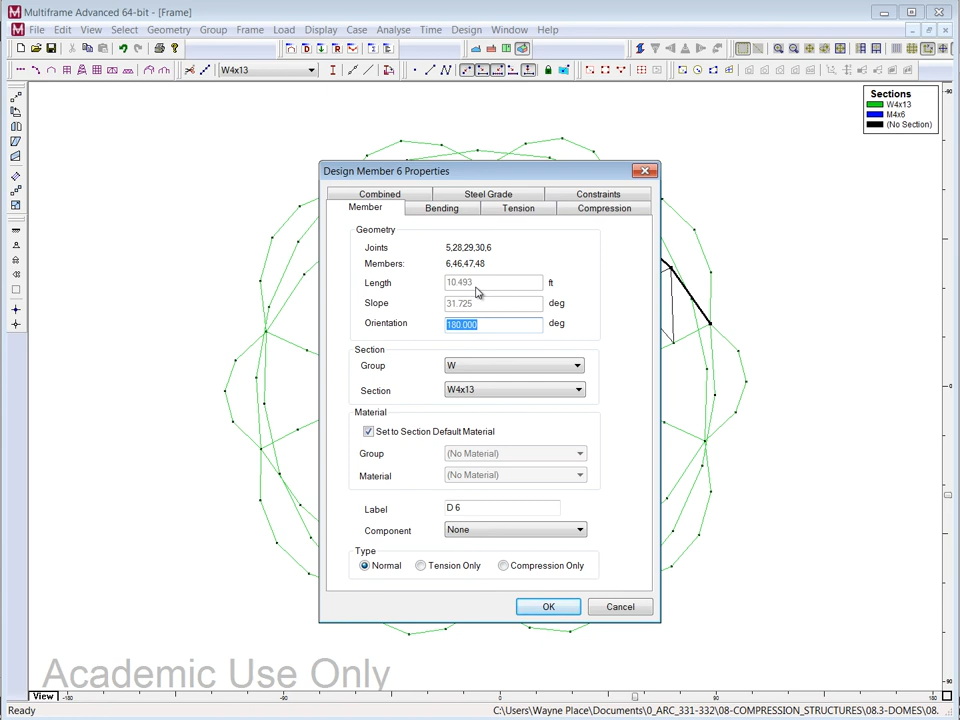 Multiframe Advanced 64-bit - [Frame]
File Edit View Select Geometry Group Frame Load Display Case Analyse Time Design Window Help
W4x13
Sections
W4x13
M4x6
(No Section)
Design Member 6 Properties
Combined Steel Grade Constraints
Member Bending Tension Compression
Geometry
Joints 5,28,29,30,6
Members: 6,46,47,48
Length 10.493 ft
Slope 31.725 deg
Orientation 180.000 deg
Section
Group W
Section W4x13
Material
Set to Section Default Material
Group (No Material)
Material (No Material)
Label D 6
Component None
Type
Normal Tension Only Compression Only
OK Cancel
Academic Use Only
View -180 -90 0 90 180
Ready C:\Users\Wayne Place\Documents\0_ARC_331-332\08-COMPRESSION_STRUCTURES\08.3-DOMES\08.